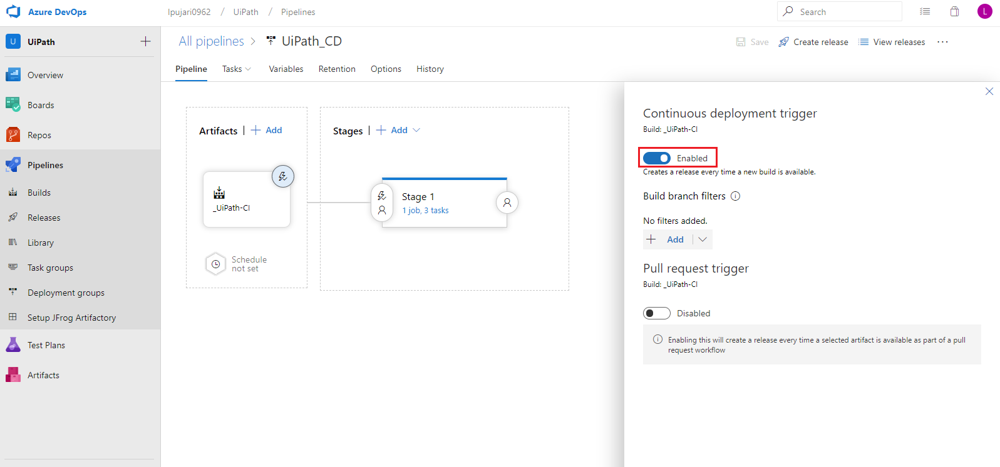 Azure DevOps
lpujari0962 / UiPath / Pipelines
Search
L
U
UiPath
Overview
Boards
Repos
Pipelines
Builds
Releases
Library
Task groups
Deployment groups
Setup JFrog Artifactory
Test Plans
Artifacts
All pipelines > UiPath_CD
Save
Create release
View releases
...
Pipeline
Tasks
Variables
Retention
Options
History
Artifacts | + Add
_UiPath-CI
Schedule
not set
Stages | + Add
Stage 1
1 job, 3 tasks
Continuous deployment trigger
Build: _UiPath-CI
Enabled
Creates a release every time a new build is available.
Build branch filters
No filters added.
+ Add
Pull request trigger
Build: _UiPath-CI
Disabled
Enabling this will create a release every time a selected artifact is available as part of a pull
request workflow